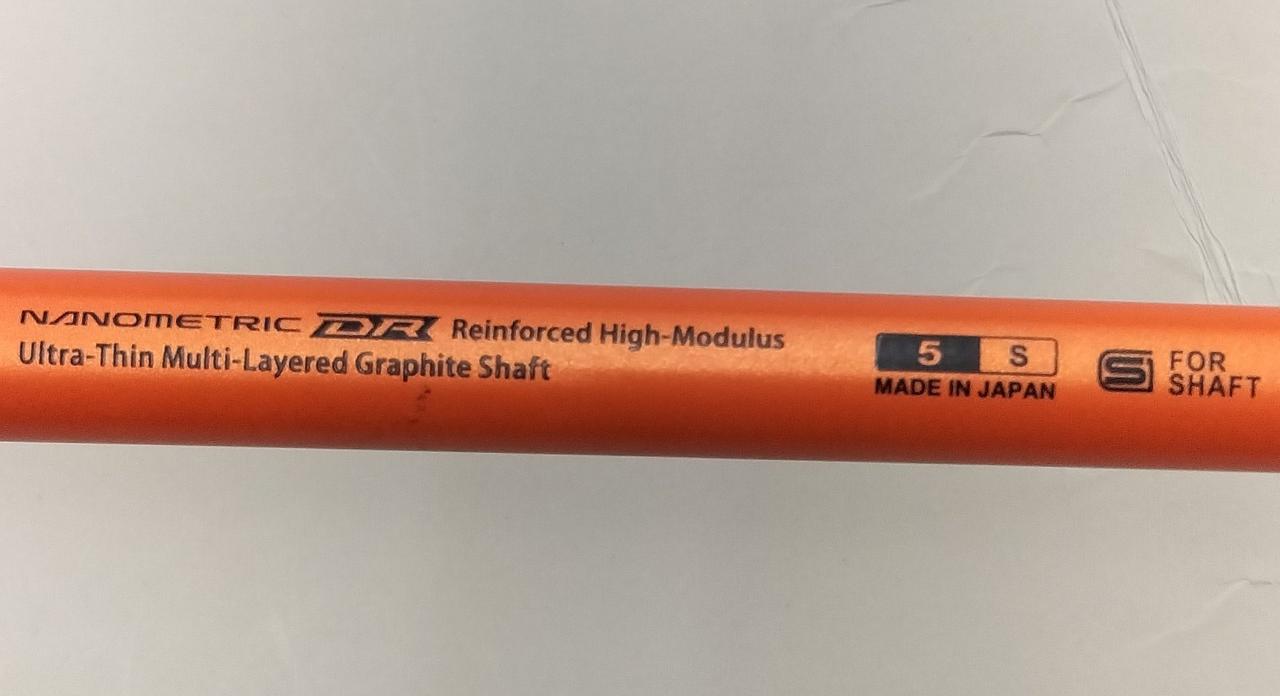 NANOMETRIC DR Reinforced High-Modulus
Ultra-Thin Multi-Layered Graphite Shaft
5 S
MADE IN JAPAN
S FOR
SHAFT